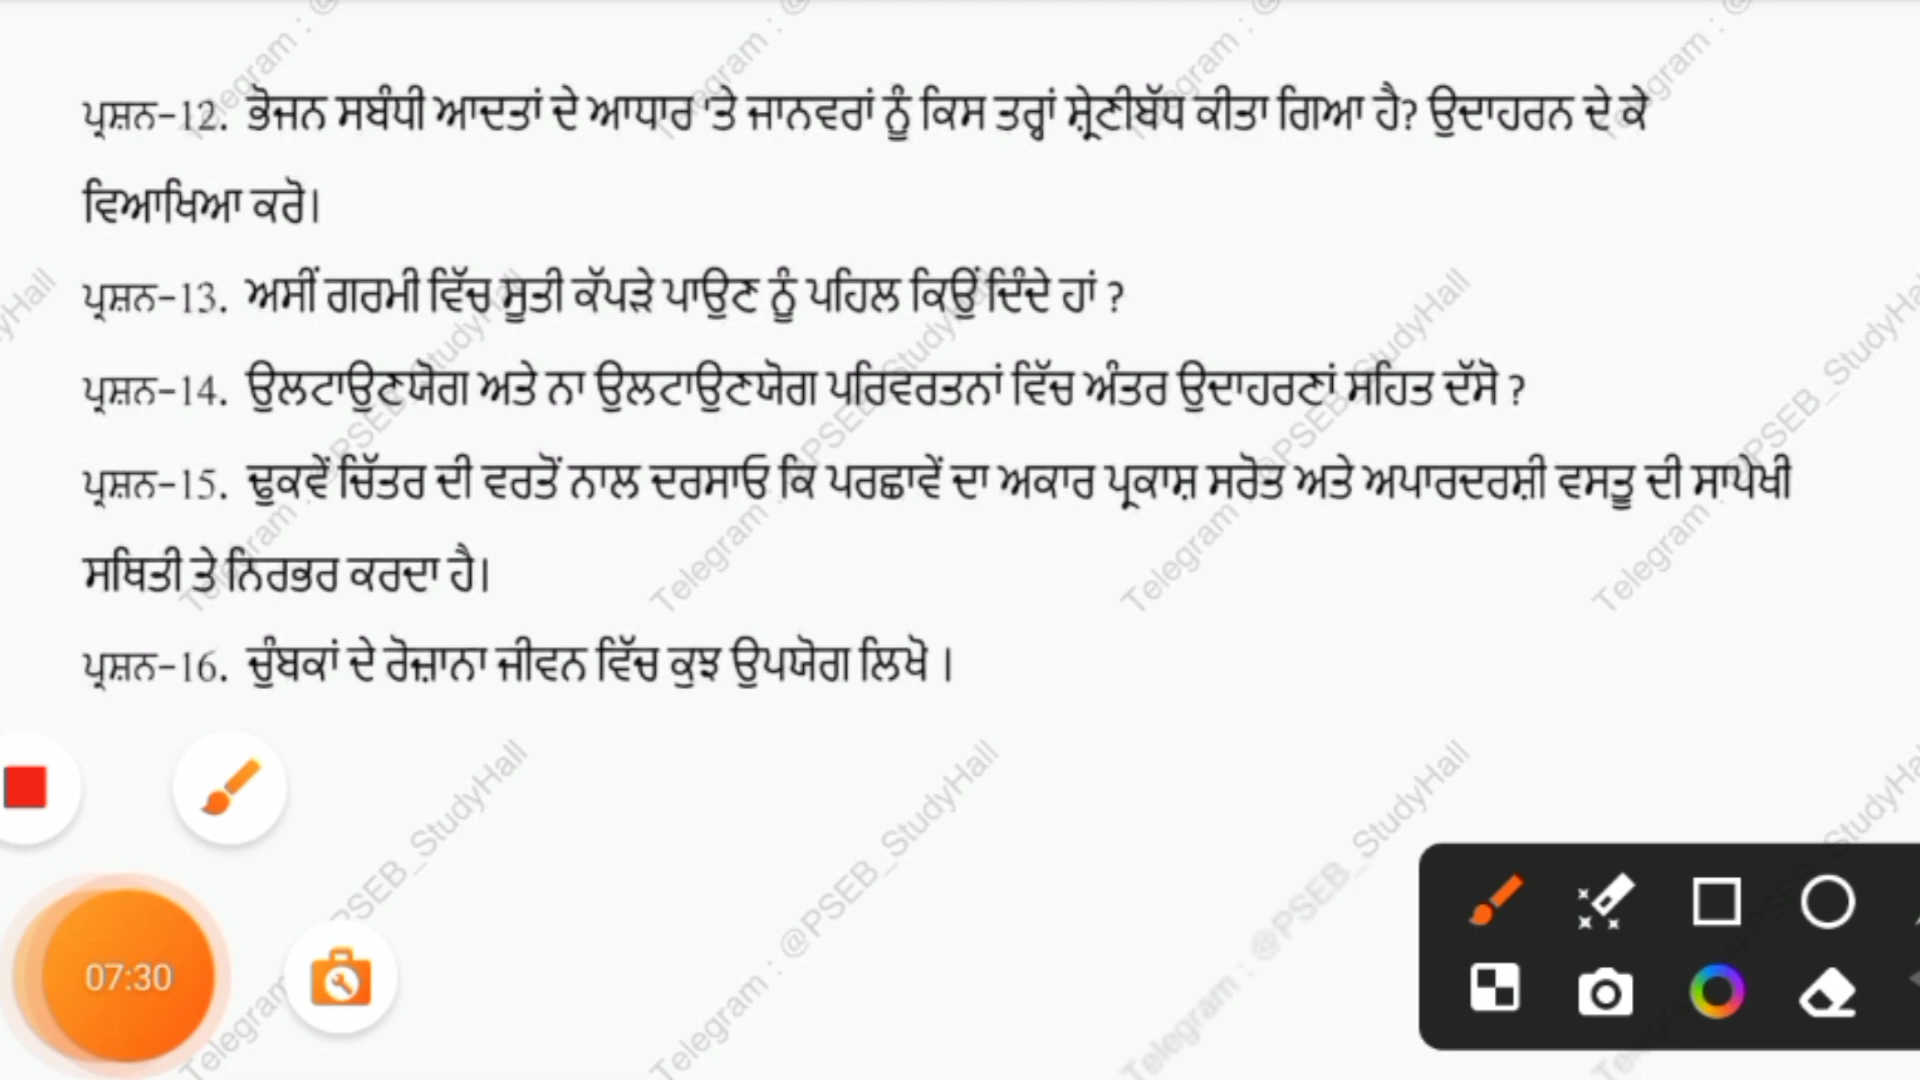 ਪ੍ਰਸ਼ਨ-12. ਭੋਜਨ ਸਬੰਧੀ ਆਦਤਾਂ ਦੇ ਆਧਾਰ 'ਤੇ ਜਾਨਵਰਾਂ ਨੂੰ ਕਿਸ ਤਰ੍ਹਾਂ ਸ਼੍ਰੇਣੀਬੱਧ ਕੀਤਾ ਗਿਆ ਹੈ? ਉਦਾਹਰਨ ਦੇ ਕੇ
ਵਿਆਖਿਆ ਕਰੋ।
ਪ੍ਰਸ਼ਨ-13. ਅਸੀਂ ਗਰਮੀ ਵਿੱਚ ਸੂਤੀ ਕੱਪੜੇ ਪਾਉਣ ਨੂੰ ਪਹਿਲ ਕਿਉਂ ਦਿੰਦੇ ਹਾਂ ?
ਪ੍ਰਸ਼ਨ-14. ਉਲਟਾਉਣਯੋਗ ਅਤੇ ਨਾ ਉਲਟਾਉਣਯੋਗ ਪਰਿਵਰਤਨਾਂ ਵਿੱਚ ਅੰਤਰ ਉਦਾਹਰਣਾਂ ਸਹਿਤ ਦੱਸੋ ?
ਪ੍ਰਸ਼ਨ-15. ਢੁਕਵੇਂ ਚਿੱਤਰ ਦੀ ਵਰਤੋਂ ਨਾਲ ਦਰਸਾਓ ਕਿ ਪਰਛਾਵੇਂ ਦਾ ਅਕਾਰ ਪ੍ਰਕਾਸ਼ ਸਰੋਤ ਅਤੇ ਅਪਾਰਦਰਸ਼ੀ ਵਸਤੂ ਦੀ ਸਾਪੇਖੀ
ਸਥਿਤੀ ਤੇ ਨਿਰਭਰ ਕਰਦਾ ਹੈ।
ਪ੍ਰਸ਼ਨ-16. ਚੁੰਬਕਾਂ ਦੇ ਰੋਜ਼ਾਨਾ ਜੀਵਨ ਵਿੱਚ ਕੁਝ ਉਪਯੋਗ ਲਿਖੋ ।
07:30
Telegram : @PSEB_StudyHall